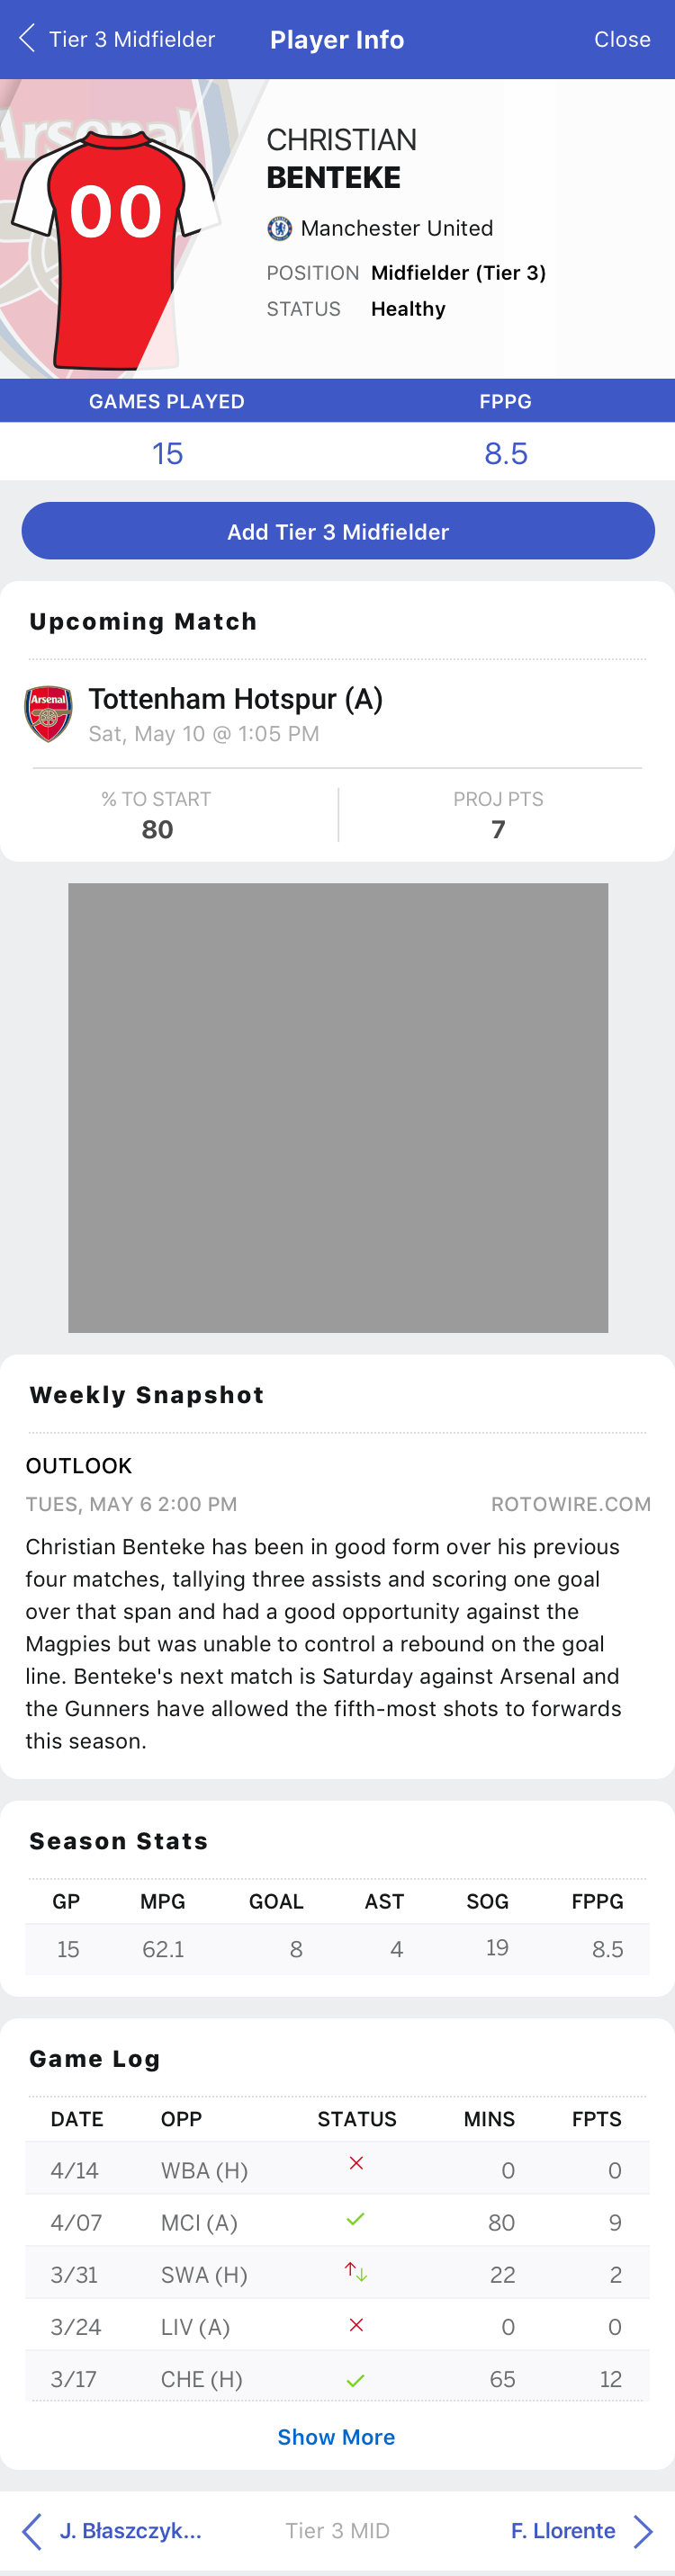 Tier 3 Midfielder Player Info Close
Arsenal
00
CHRISTIAN
BENTEKE
Manchester United
POSITION Midfielder (Tier 3)
STATUS Healthy
GAMES PLAYED FPPG
15 8.5
Add Tier 3 Midfielder
Upcoming Match
Arsenal
Tottenham Hotspur (A)
Sat, May 10 @ 1:05 PM
% TO START PROJ PTS
80 7
Weekly Snapshot
OUTLOOK
TUES, MAY 6 2:00 PM ROTOWIRE.COM
Christian Benteke has been in good form over his previous
four matches, tallying three assists and scoring one goal
over that span and had a good opportunity against the
Magpies but was unable to control a rebound on the goal
line. Benteke's next match is Saturday against Arsenal and
the Gunners have allowed the fifth-most shots to forwards
this season.
Season Stats
GP MPG GOAL AST SOG FPPG
15 62.1 8 4 19 8.5
Game Log
DATE OPP STATUS MINS FPTS
4/14 WBA (H) 0 0
4/07 MCI (A) 80 9
3/31 SWA (H) 22 2
3/24 LIV (A) 0 0
3/17 CHE (H) 65 12
Show More
J. Błaszczyk... Tier 3 MID F. Llorente